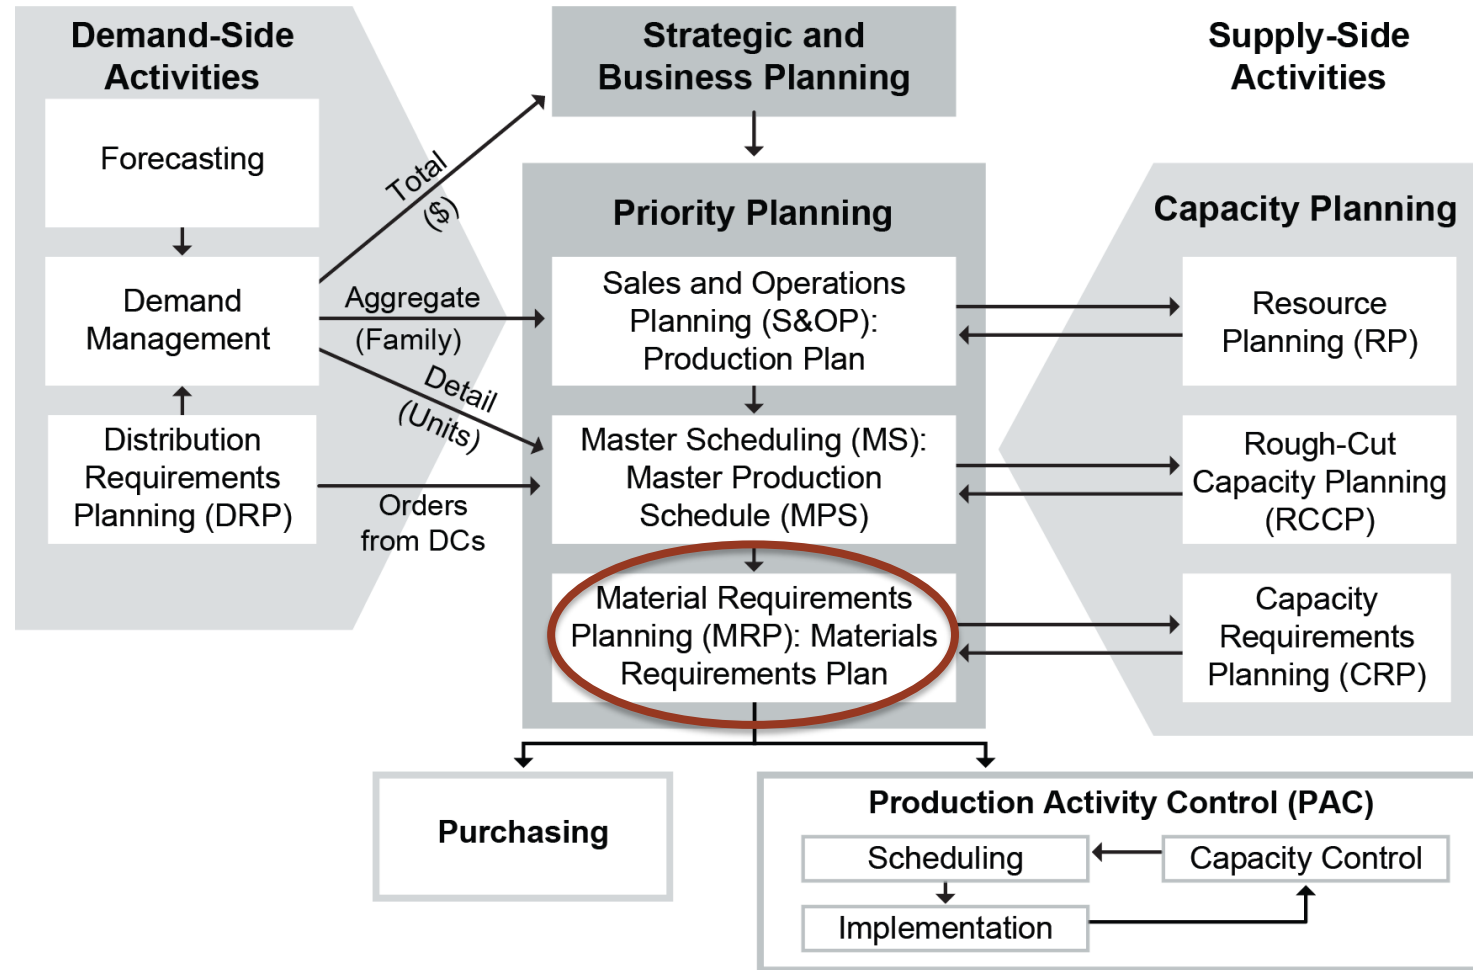 Demand-Side
Activities
Forecasting
Demand
Management
Distribution
Requirements
Planning (DRP)
Total
($)
Aggregate
(Family)
Detail
(Units)
Orders
from DCs
Strategic and
Business Planning
Priority Planning
Sales and Operations
Planning (S&OP):
Production Plan
Master Scheduling (MS):
Master Production
Schedule (MPS)
Material Requirements
Planning (MRP): Materials
Requirements Plan
Supply-Side
Activities
Capacity Planning
Resource
Planning (RP)
Rough-Cut
Capacity Planning
(RCCP)
Capacity
Requirements
Planning (CRP)
Purchasing
Production Activity Control (PAC)
Scheduling
Capacity Control
Implementation